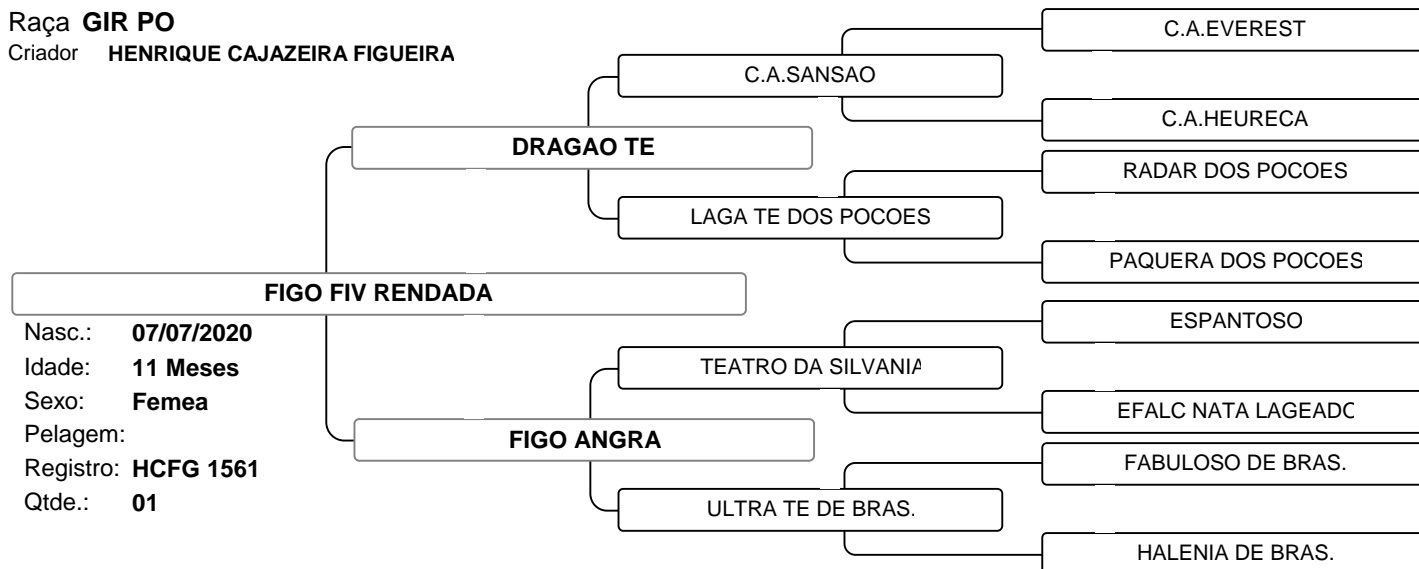 Raça GIR PO
Criador HENRIQUE CAJAZEIRA FIGUEIRA
C.A.EVEREST
C.A.SANSAO
C.A.HEURECA
DRAGAO TE
RADAR DOS POCOES
LAGA TE DOS POCOES
PAQUERA DOS POCOES
FIGO FIV RENDADA
Nasc.: 07/07/2020
Idade: 11 Meses
Sexo: Femea
Pelagem:
Registro: HCFG 1561
Qtde.: 01
ESPANTOSO
TEATRO DA SILVANIA
EFALC NATA LAGEADO
FIGO ANGRA
FABULOSO DE BRAS.
ULTRA TE DE BRAS.
HALENIA DE BRAS.